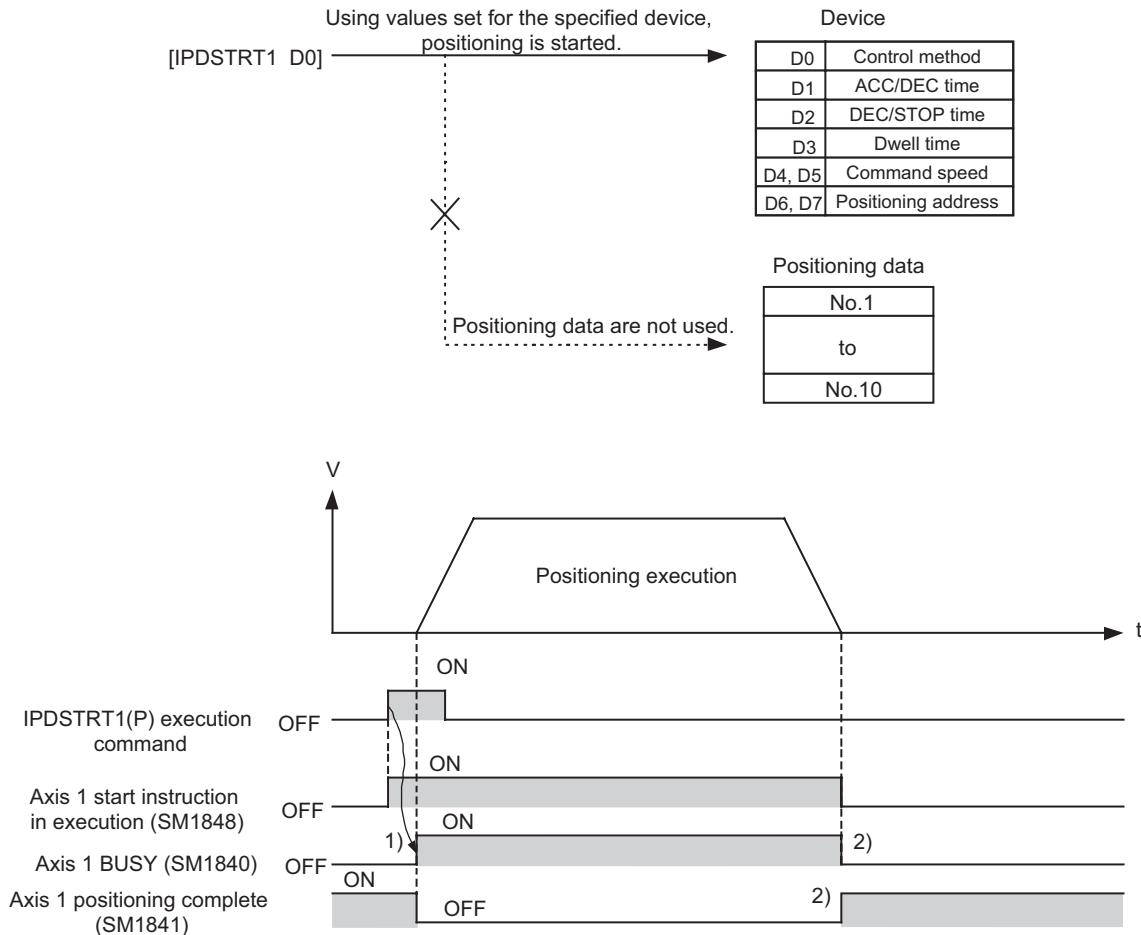 Using values set for the specified device,
positioning is started.
Device
[IPDSTRT1 D0]
D0 Control method
D1 ACC/DEC time
D2 DEC/STOP time
D3 Dwell time
D4, D5 Command speed
D6, D7 Positioning address
Positioning data
No.1
Positioning data are not used.
to
No.10
V
Positioning execution
t
ON
IPDSTRT1(P) execution
command
OFF
ON
Axis 1 start instruction
in execution (SM1848)
OFF
ON
1)
2)
Axis 1 BUSY (SM1840)
OFF
ON
Axis 1 positioning complete
(SM1841)
OFF
2)